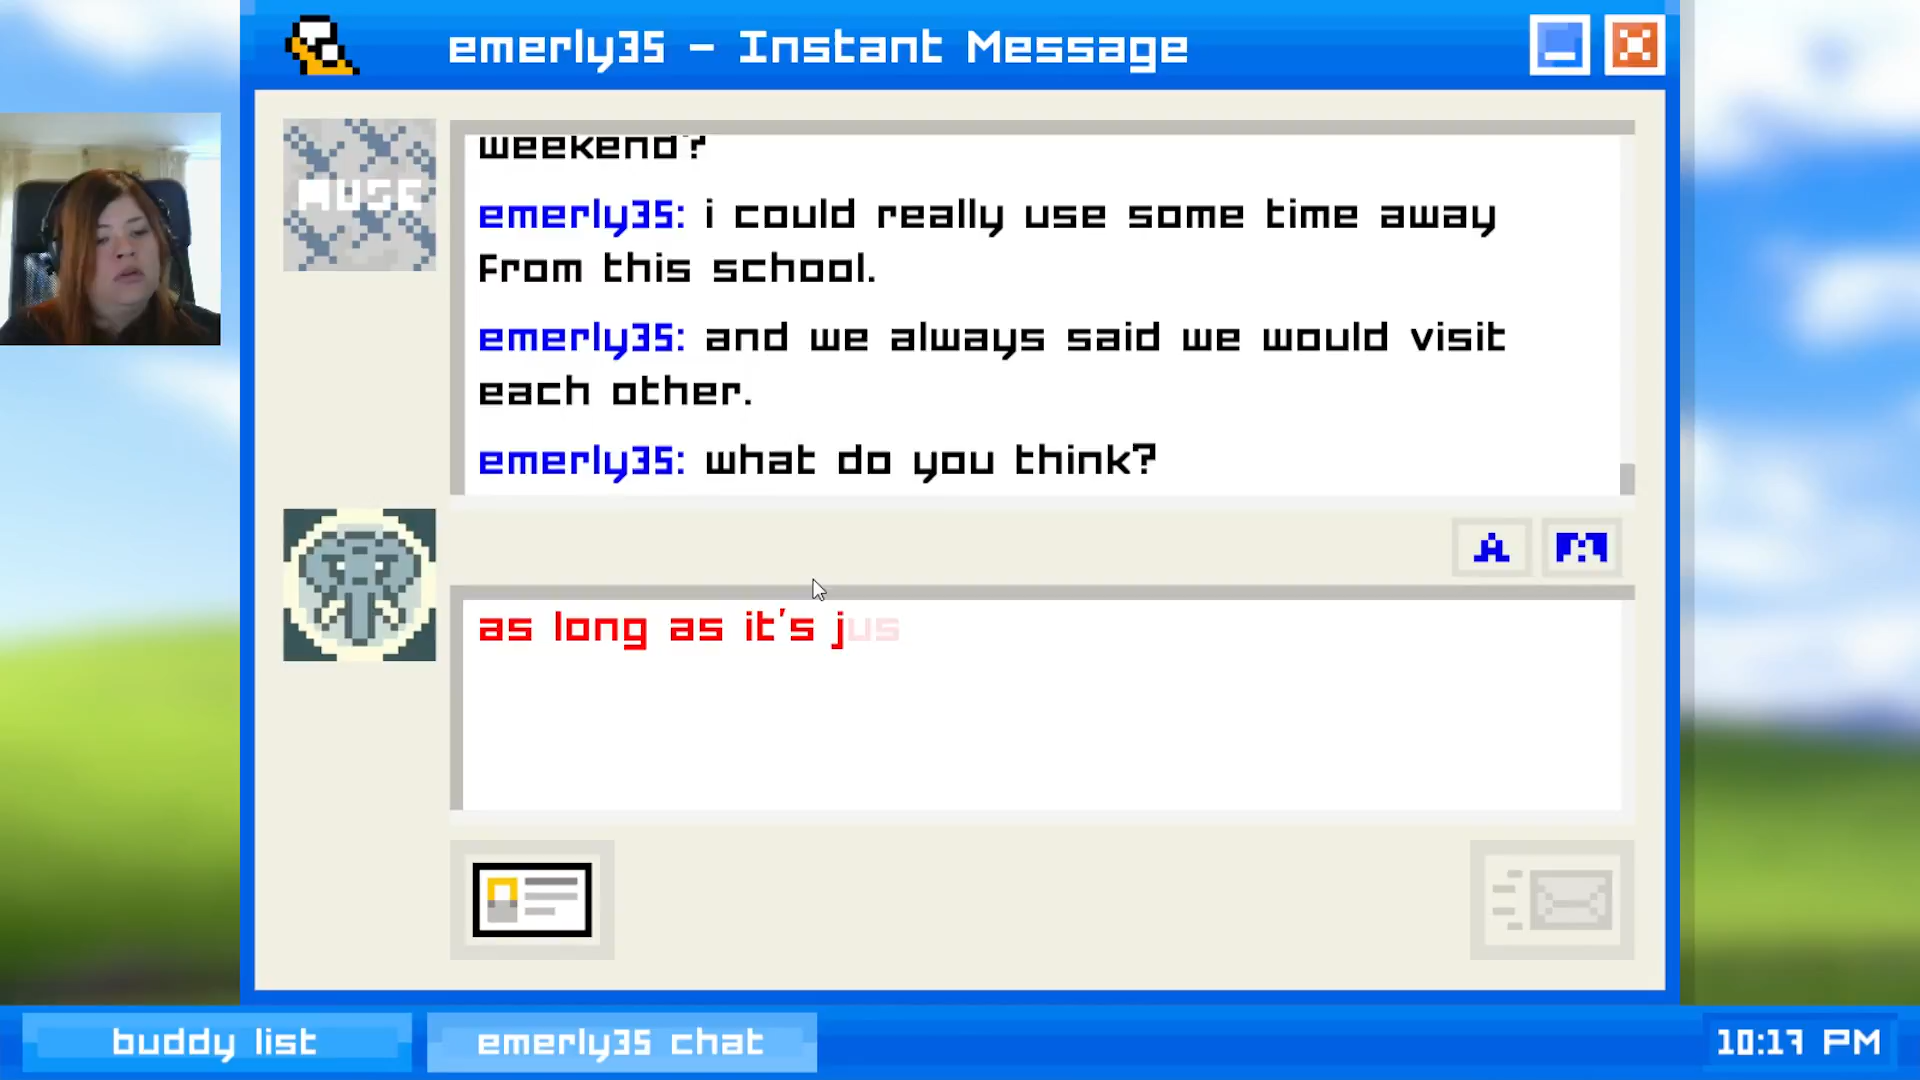 emerly35 – Instant Message
MUSE
weekend?
emerly35: i could really use some time away
from this school.
emerly35: and we always said we would visit
each other.
emerly35: what do you think?
A
as long as it's jus
buddy list
emerly35 chat
10:17 PM